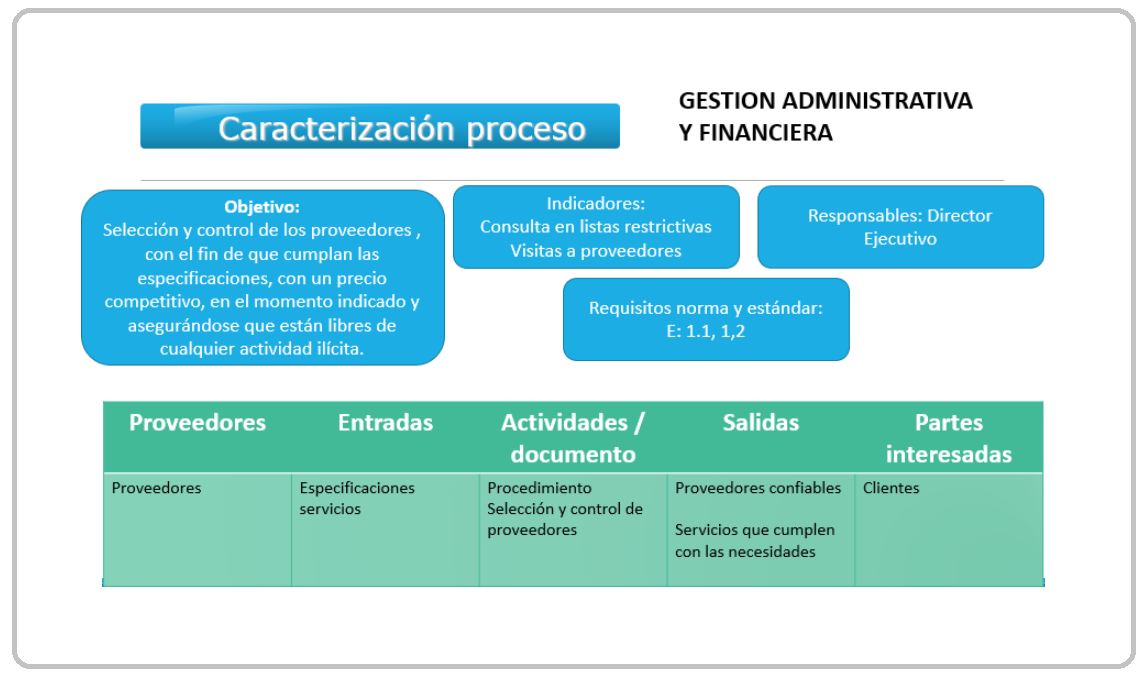 Caracterización proceso
GESTION ADMINISTRATIVA
Y FINANCIERA
Objetivo:
Selección y control de los proveedores ,
con el fin de que cumplan las
especificaciones, con un precio
competitivo, en el momento indicado y
asegurándose que están libres de
cualquier actividad ilícita.
Indicadores:
Consulta en listas restrictivas
Visitas a proveedores
Responsables: Director
Ejecutivo
Requisitos norma y estándar:
E: 1.1, 1,2
Proveedores
Entradas
Actividades /
documento
Salidas
Partes
interesadas
Proveedores
Especificaciones
servicios
Procedimiento
Selección y control de
proveedores
Proveedores confiables
Servicios que cumplen
con las necesidades
Clientes